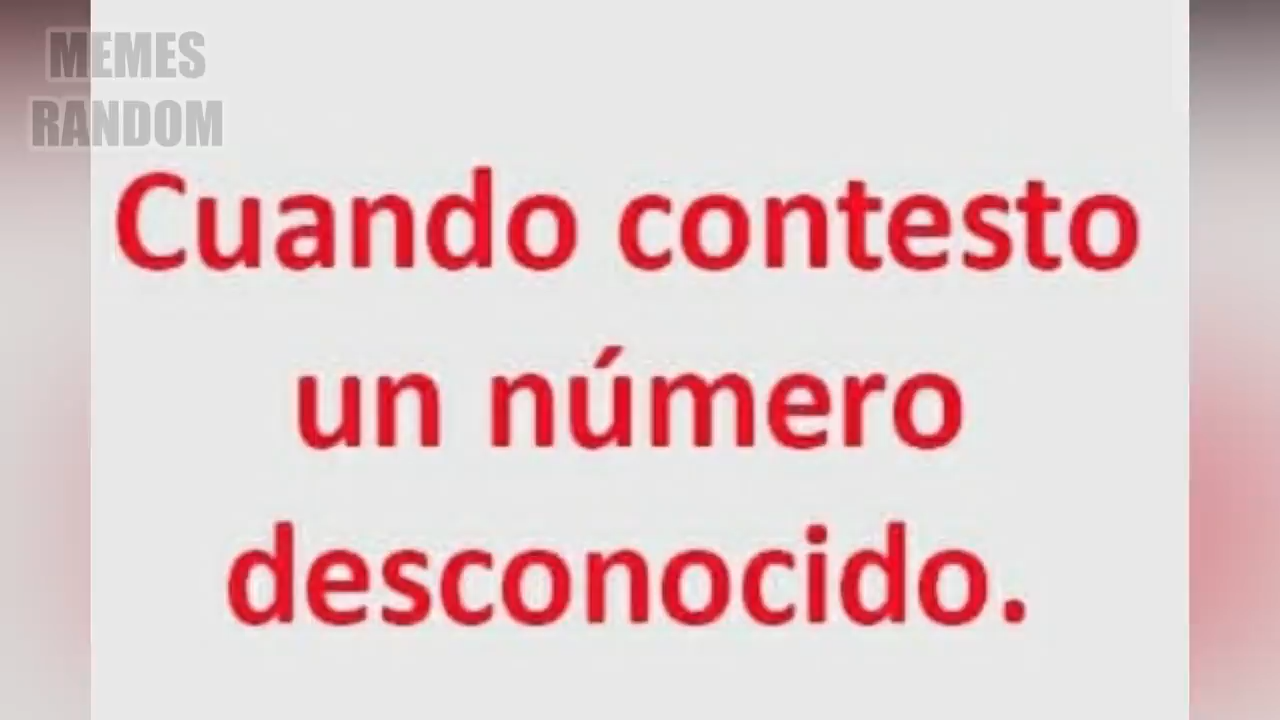 MEMES
RANDOM
Cuando contesto
un número
desconocido.